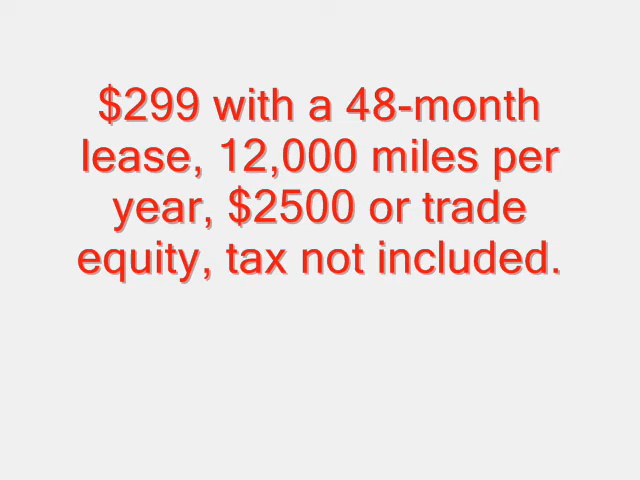 $299 with a 48-month
lease, 12,000 miles per
year, $2500 or trade
equity, tax not included.